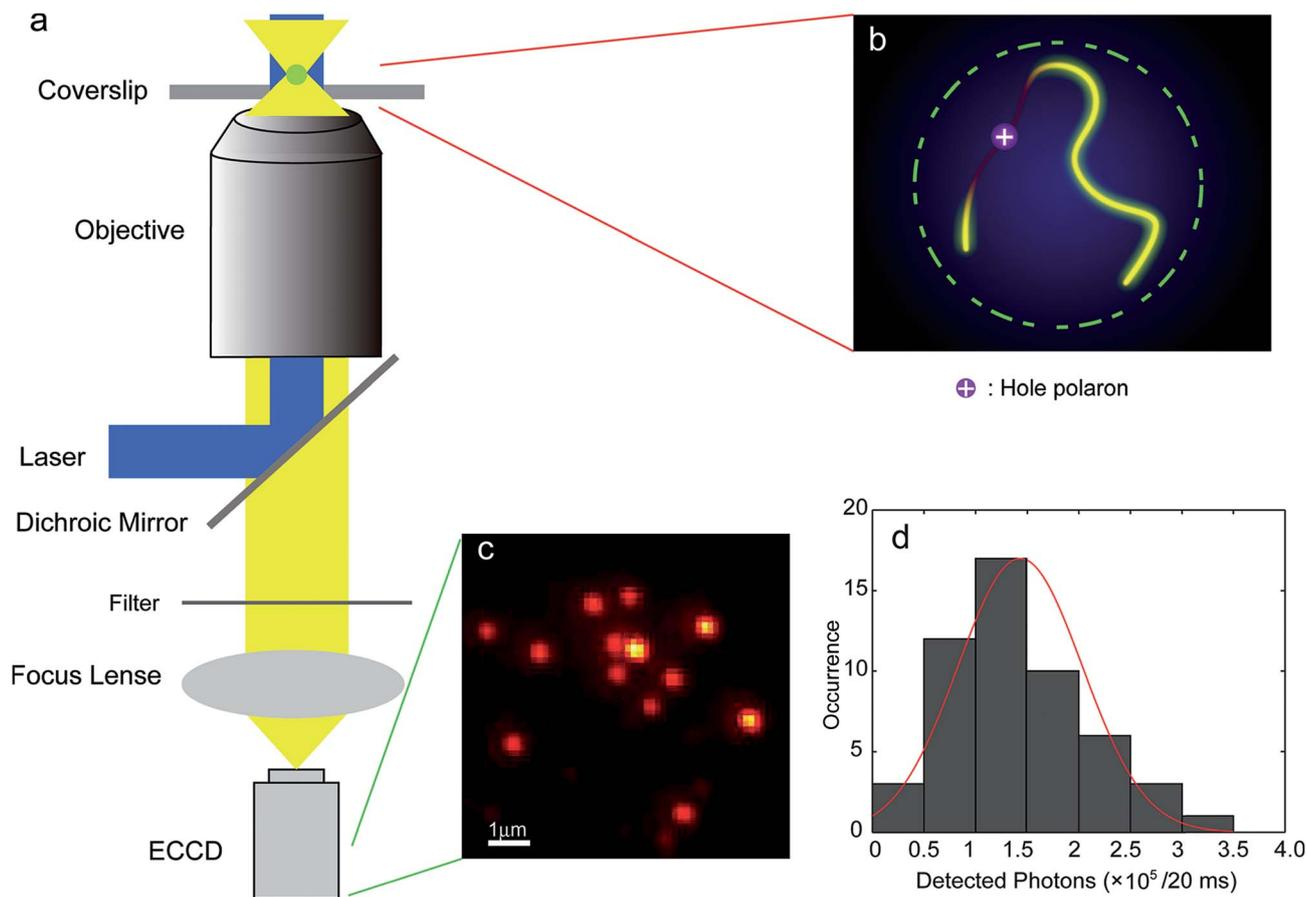 a
Coverslip
Objective
Laser
Dichroic Mirror
Filter
Focus Lense
ECCD
b
+
+ : Hole polaron
c
1μm
d
20
15
10
5
0
Occurrence
0 0.5 1 1.5 2 2.5 3 3.5 4.0
Detected Photons (×10⁵/20 ms)